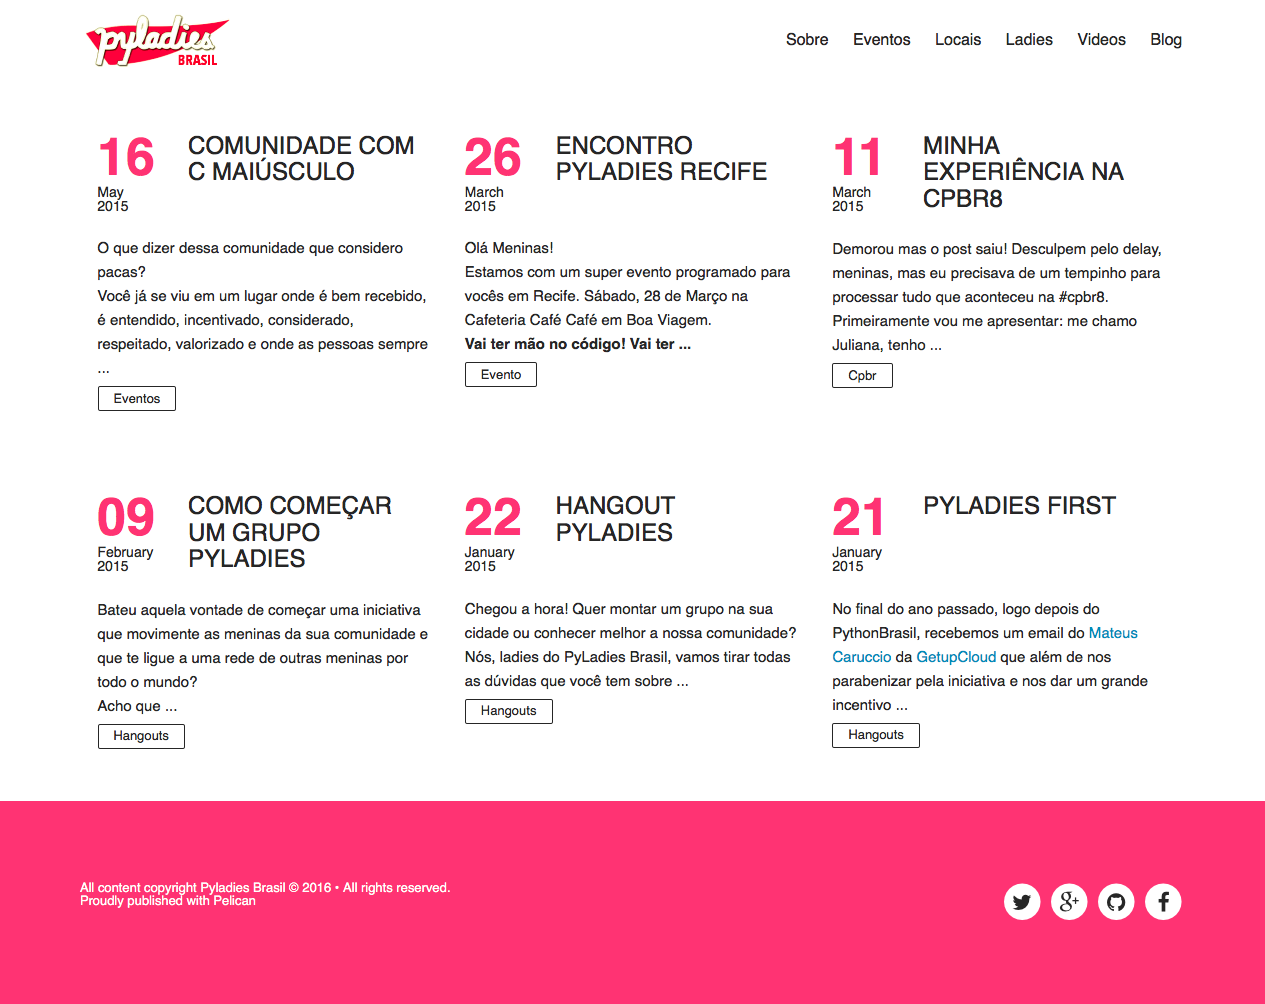 pyladies
BRASIL
Sobre Eventos Locais Ladies Videos Blog
16
May
2015
COMUNIDADE COM
C MAIÚSCULO
O que dizer dessa comunidade que considero
pacas?
Você já se viu em um lugar onde é bem recebido,
é entendido, incentivado, considerado,
respeitado, valorizado e onde as pessoas sempre
...
Eventos
26
March
2015
ENCONTRO
PYLADIES RECIFE
Olá Meninas!
Estamos com um super evento programado para
vocês em Recife. Sábado, 28 de Março na
Cafeteria Café Café em Boa Viagem.
Vai ter mão no código! Vai ter ...
Evento
11
March
2015
MINHA
EXPERIÊNCIA NA
CPBR8
Demorou mas o post saiu! Desculpem pelo delay,
meninas, mas eu precisava de um tempinho para
processar tudo que aconteceu na #cpbr8.
Primeiramente vou me apresentar: me chamo
Juliana, tenho ...
Cpbr
09
February
2015
COMO COMEÇAR
UM GRUPO
PYLADIES
Bateu aquela vontade de começar uma iniciativa
que movimente as meninas da sua comunidade e
que te ligue a uma rede de outras meninas por
todo o mundo?
Acho que ...
Hangouts
22
January
2015
HANGOUT
PYLADIES
Chegou a hora! Quer montar um grupo na sua
cidade ou conhecer melhor a nossa comunidade?
Nós, ladies do PyLadies Brasil, vamos tirar todas
as dúvidas que você tem sobre ...
Hangouts
21
January
2015
PYLADIES FIRST
No final do ano passado, logo depois do
PythonBrasil, recebemos um email do Mateus
Caruccio da GetupCloud que além de nos
parabenizar pela iniciativa e nos dar um grande
incentivo ...
Hangouts
All content copyright Pyladies Brasil © 2016 • All rights reserved.
Proudly published with Pelican